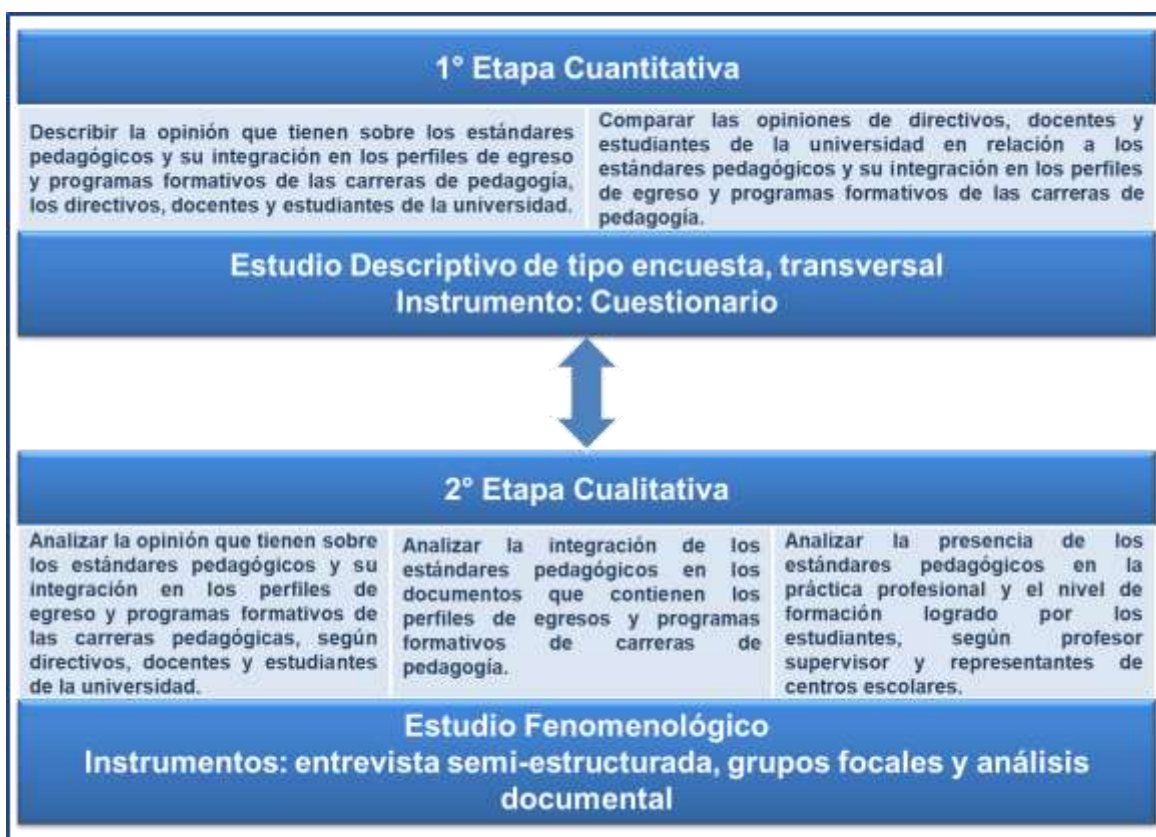 1° Etapa Cuantitativa
Describir la opinión que tienen sobre los estándares
pedagógicos y su integración en los perfiles de egreso
y programas formativos de las carreras de pedagogía,
los directivos, docentes y estudiantes de la universidad.
Comparar las opiniones de directivos, docentes y
estudiantes de la universidad en relación a los
estándares pedagógicos y su integración en los perfiles
de egreso y programas formativos de las carreras de
pedagogía.
Estudio Descriptivo de tipo encuesta, transversal
Instrumento: Cuestionario
2° Etapa Cualitativa
Analizar la opinión que tienen sobre
los estándares pedagógicos y su
integración en los perfiles de
egreso y programas formativos de
las carreras pedagógicas, según
directivos, docentes y estudiantes
de la universidad.
Analizar la integración de los
estándares pedagógicos en los
documentos que contienen los
perfiles de egresos y programas
formativos de carreras de
pedagogía.
Analizar la presencia de los
estándares pedagógicos en la
práctica profesional y el nivel de
formación logrado por los
estudiantes, según profesor
supervisor y representantes de
centros escolares.
Estudio Fenomenológico
Instrumentos: entrevista semi-estructurada, grupos focales y análisis
documental